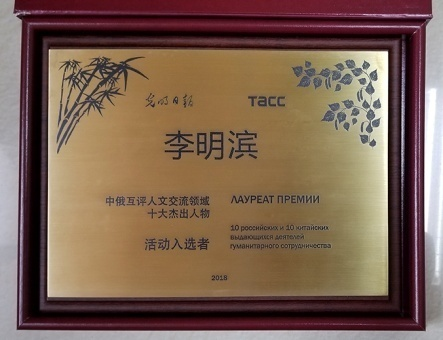 光明日报
ТАСС
李明滨
中俄互评人文交流领域
十大杰出人物
活动入选者
ЛАУРЕАТ ПРЕМИИ
10 российских и 10 китайских
выдающихся деятелей
гуманитарного сотрудничества
2018